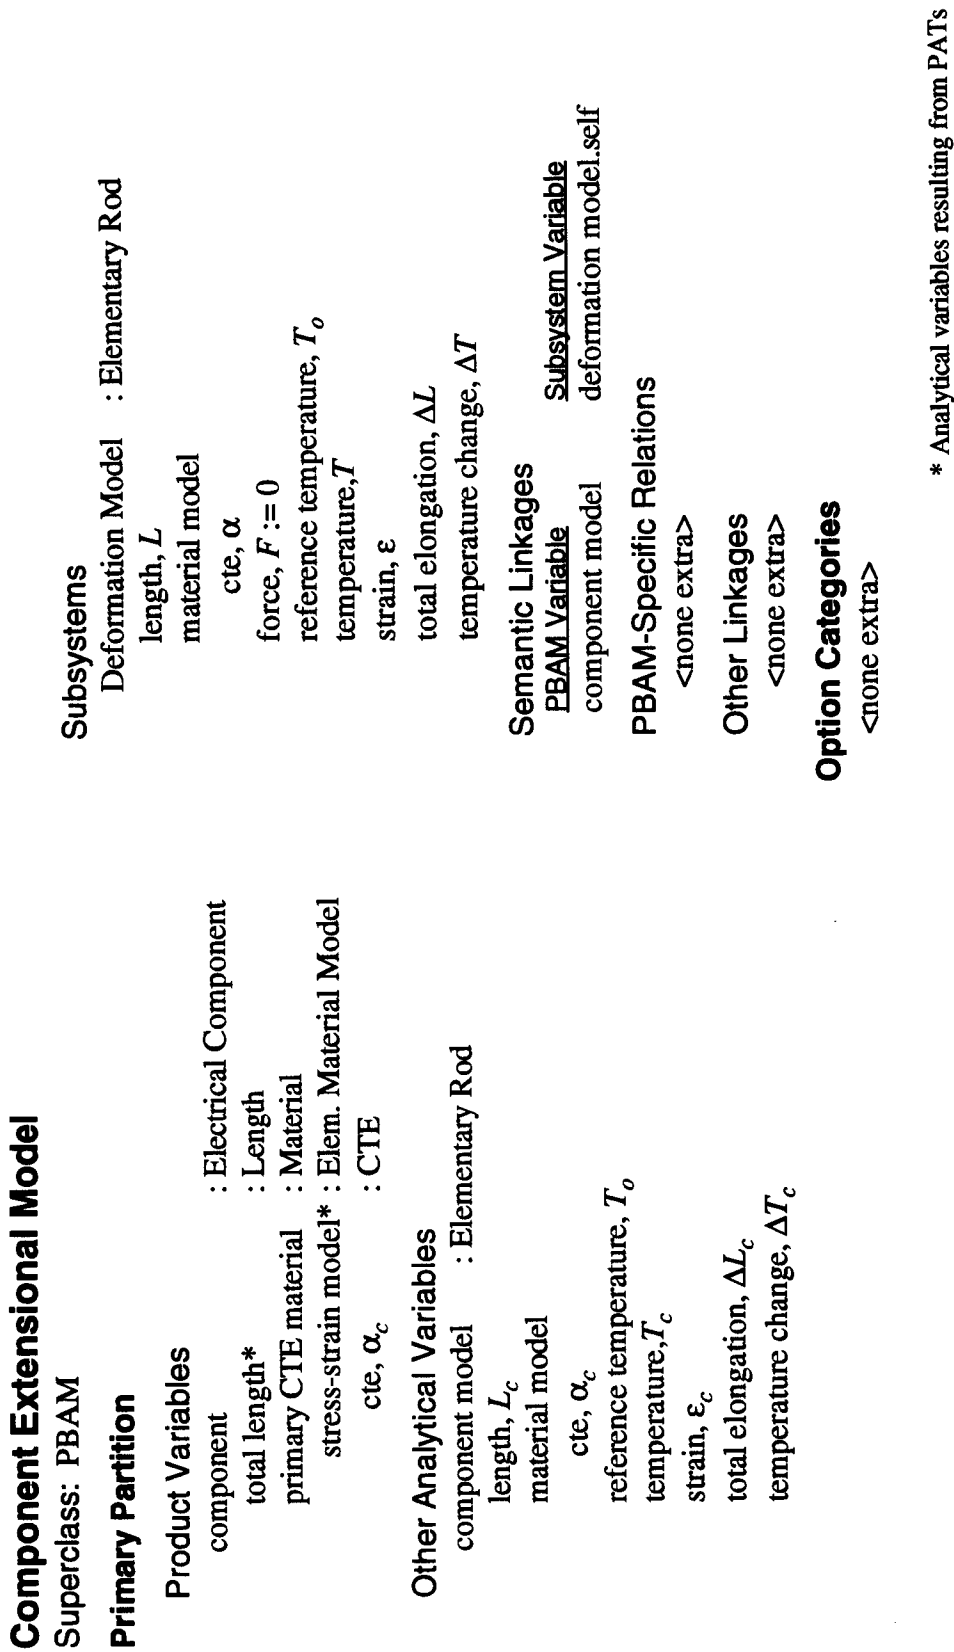 Component Extensional Model
Superclass: PBAM
Primary Partition
Product Variables
component : Electrical Component
total length* : Length
primary CTE material : Material
stress-strain model* : Elem. Material Model
cte, α_c : CTE
Other Analytical Variables
component model : Elementary Rod
length, L_c
material model
cte, α_c
reference temperature, T_o
temperature,T_c
strain, ε_c
total elongation, ΔL_c
temperature change, ΔT_c
Subsystems
Deformation Model : Elementary Rod
length, L
material model
cte, α
force, F := 0
reference temperature, T_o
temperature,T
strain, ε
total elongation, ΔL
temperature change, ΔT
Semantic Linkages
PBAM Variable Subsystem Variable
component model deformation model.self
PBAM-Specific Relations
<none extra>
Other Linkages
<none extra>
Option Categories
<none extra>
* Analytical variables resulting from PATs